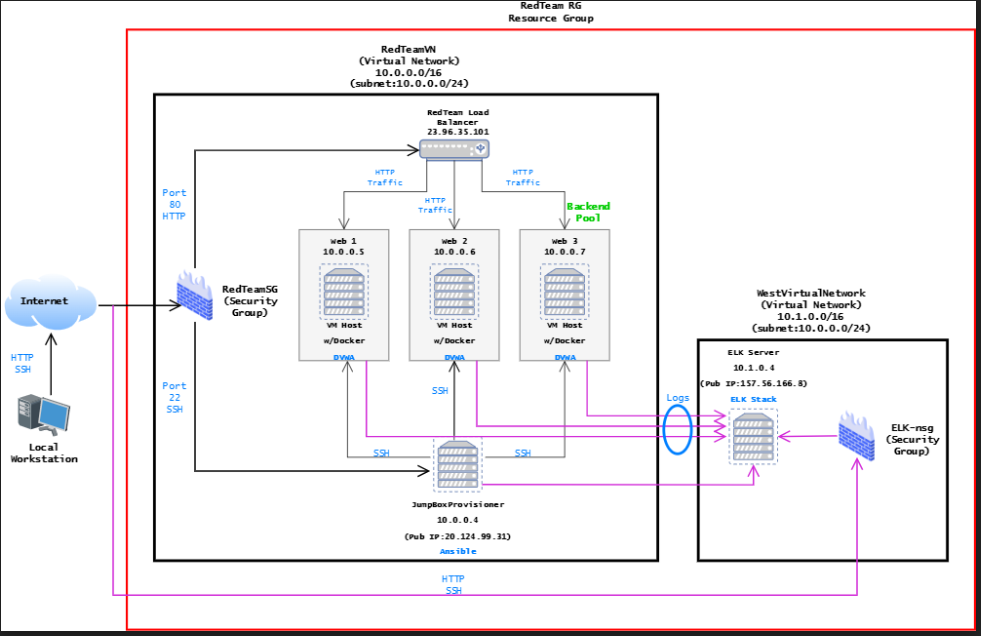 RedTeam RG
Resource Group
RedTeamVN
(Virtual Network)
10.0.0.0/16
(subnet:10.0.0.0/24)
RedTeam Load
Balancer
23.96.35.101
HTTP
Traffic
HTTP
Traffic
HTTP
Traffic
Port
80
HTTP
Backend
Pool
Web 1
10.0.0.5
VM Host
w/Docker
DVWA
Web 2
10.0.0.6
VM Host
w/Docker
DVWA
Web 3
10.0.0.7
VM Host
w/Docker
DVWA
RedTeamSG
(Security
Group)
Internet
HTTP
SSH
Local
Workstation
Port
22
SSH
SSH
SSH
SSH
JumpBoxProvisioner
10.0.0.4
(Pub IP:20.124.99.31)
Ansible
HTTP
SSH
Logs
WestVirtualNetwork
(Virtual Network)
10.1.0.0/16
(subnet:10.0.0.0/24)
ELK Server
10.1.0.4
(Pub IP:157.56.166.8)
ELK Stack
ELK-nsg
(Security
Group)